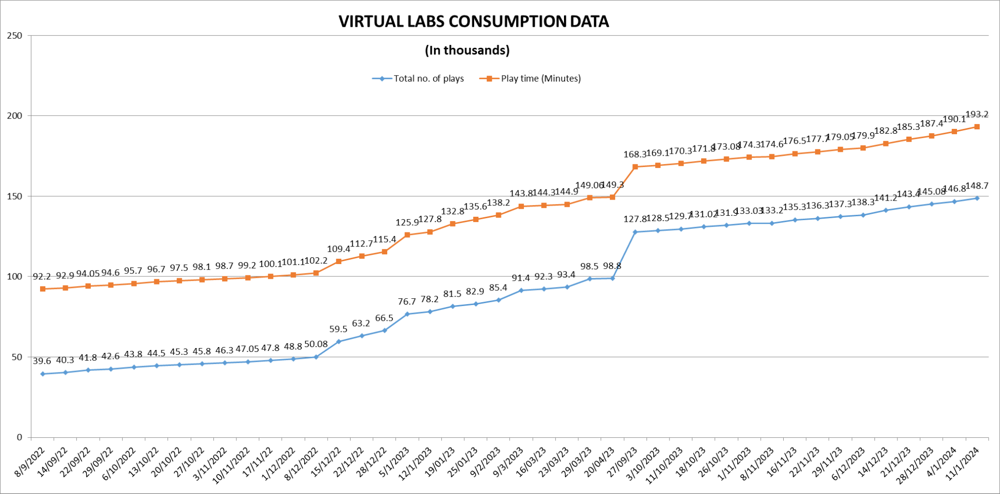 VIRTUAL LABS CONSUMPTION DATA
(In thousands)
Total no. of plays Play time (Minutes)
250
200
150
100
50
0
92.2 92.9 94.05 94.6 95.7 96.7 97.5 98.1 98.7 99.2 100.1 101.1 102.2 109.4 112.7 115.4 125.9 127.8 132.8 135.6 138.2 143.8 144.3 144.9 149.06 149.3 168.3 169.1 170.3 171.8 173.08 174.3 174.6 176.5 177.7 179.05 179.9 182.8 185.3 187.4 190.1 193.2
39.6 40.3 41.8 42.6 43.8 44.5 45.3 45.8 46.3 47.05 47.8 48.8 50.08 59.5 63.2 66.5 76.7 78.2 81.5 82.9 85.4 91.4 92.3 93.4 98.5 98.8 127.8 128.5 129.7 131.02 131.9 133.03 133.2 135.3 136.3 137.3 138.3 141.2 143.4 145.08 146.8 148.7
8/9/2022 14/09/22 22/09/22 29/09/22 6/10/2022 13/10/22 20/10/22 27/10/22 3/11/2022 10/11/2022 17/11/22 1/12/2022 8/12/2022 15/12/22 22/12/22 28/12/22 5/1/2023 12/1/2023 19/01/23 25/01/23 9/2/2023 9/3/2023 16/03/23 23/03/23 29/03/23 20/04/23 27/09/23 3/10/2023 11/10/2023 18/10/23 26/10/23 1/11/2023 8/11/2023 16/11/23 22/11/23 29/11/23 6/12/2023 14/12/23 21/12/23 28/12/2023 4/1/2024 11/1/2024